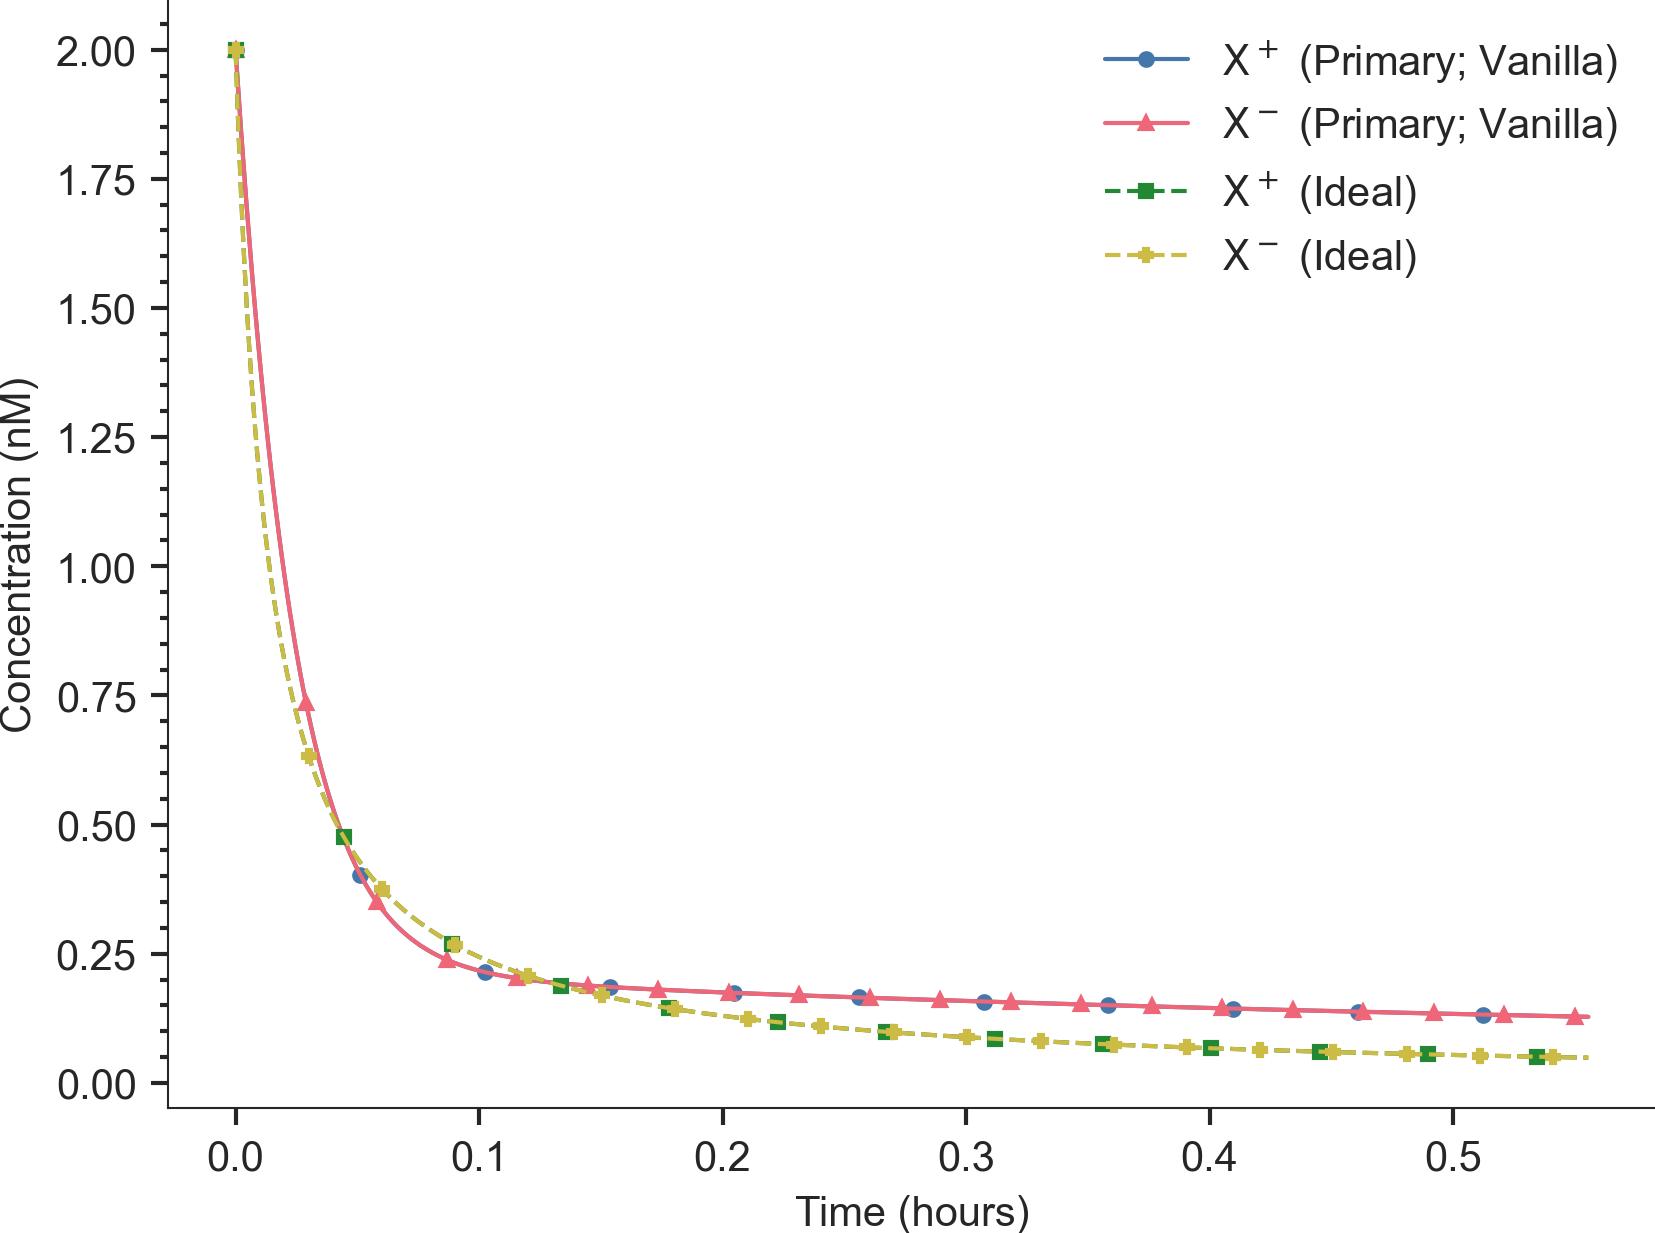 2.00
1.75
1.50
1.25
1.00
0.75
0.50
0.25
0.00
Concentration (nM)
0.0 0.1 0.2 0.3 0.4 0.5
Time (hours)
X⁺ (Primary; Vanilla)
X⁻ (Primary; Vanilla)
X⁺ (Ideal)
X⁻ (Ideal)